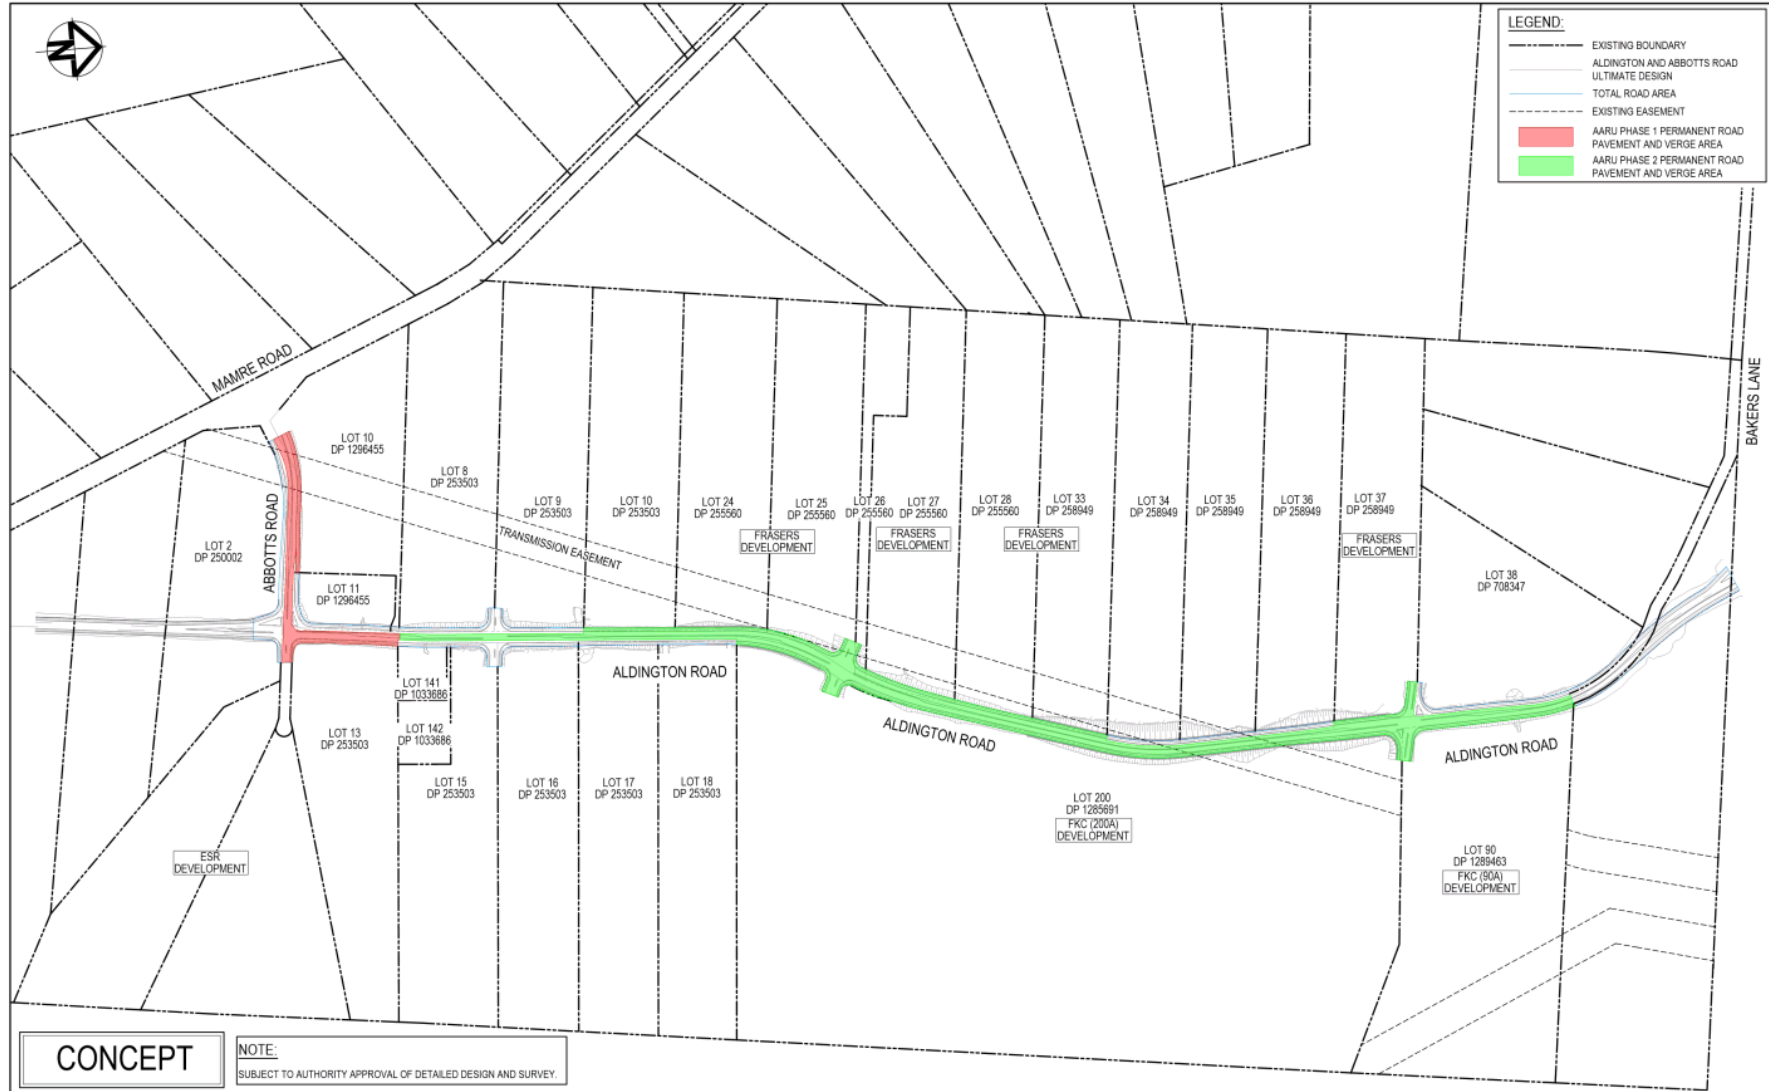 N
LEGEND:
EXISTING BOUNDARY
ALDINGTON AND ABBOTTS ROAD
ULTIMATE DESIGN
TOTAL ROAD AREA
EXISTING EASEMENT
AARU PHASE 1 PERMANENT ROAD
PAVEMENT AND VERGE AREA
AARU PHASE 2 PERMANENT ROAD
PAVEMENT AND VERGE AREA
MAMRE ROAD
BAKERS LANE
ABBOTTS ROAD
LOT 10
DP 1296455
LOT 8
DP 253503
LOT 9
DP 253503
LOT 10
DP 253503
LOT 24
DP 255560
LOT 25
DP 255560
LOT 26
DP 255560
LOT 27
DP 255560
LOT 28
DP 255560
LOT 33
DP 258949
LOT 34
DP 258949
LOT 35
DP 258949
LOT 36
DP 258949
LOT 37
DP 258949
FRASERS
DEVELOPMENT
FRASERS
DEVELOPMENT
FRASERS
DEVELOPMENT
FRASERS
DEVELOPMENT
TRANSMISSION EASEMENT
LOT 2
DP 250002
LOT 11
DP 1296455
LOT 38
DP 708347
ALDINGTON ROAD
ALDINGTON ROAD
ALDINGTON ROAD
LOT 141
DP 1033686
LOT 142
DP 1033686
LOT 13
DP 253503
LOT 15
DP 253503
LOT 16
DP 253503
LOT 17
DP 253503
LOT 18
DP 253503
LOT 200
DP 1285691
FKC (200A)
DEVELOPMENT
LOT 90
DP 1289463
FKC (90A)
DEVELOPMENT
ESR
DEVELOPMENT
CONCEPT
NOTE:
SUBJECT TO AUTHORITY APPROVAL OF DETAILED DESIGN AND SURVEY.